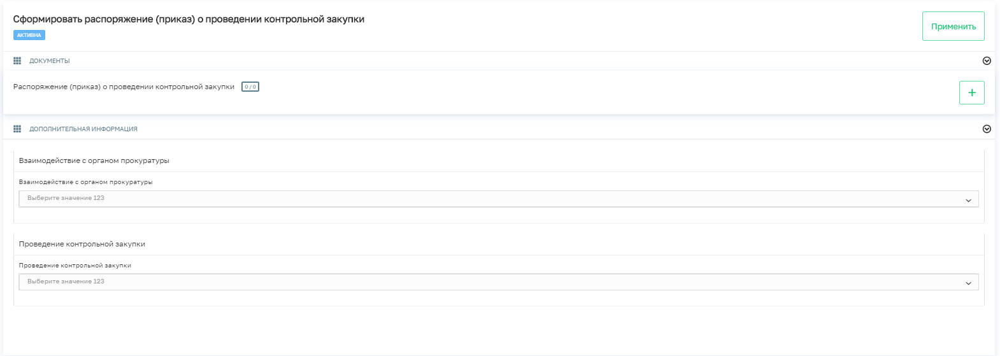 Сформировать распоряжение (приказ) о проведении контрольной закупки
АКТИВНА
Применить
ДОКУМЕНТЫ
Распоряжение (приказ) о проведении контрольной закупки 0 / 0
+
ДОПОЛНИТЕЛЬНАЯ ИНФОРМАЦИЯ
Взаимодействие с органом прокуратуры
Взаимодействие с органом прокуратуры
Выберите значение 123
Проведение контрольной закупки
Проведение контрольной закупки
Выберите значение 123